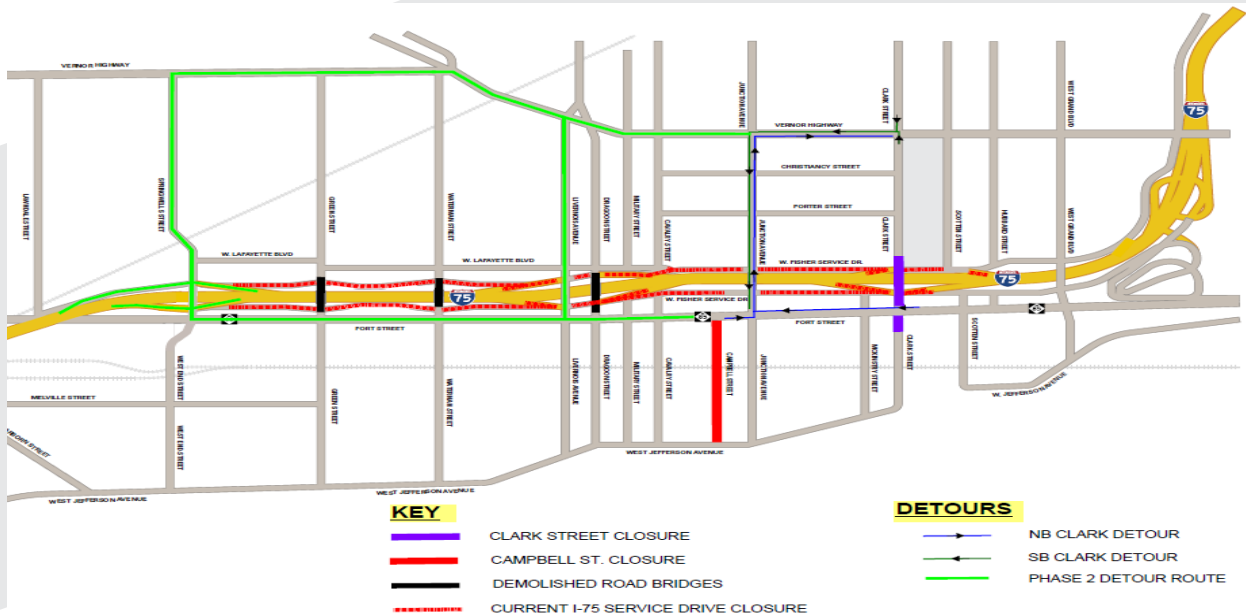 VERNOR HIGHWAY
LAWNDALE STREET
SPRINGWELLS STREET
GREEN STREET
WATERMAN STREET
LIVERNOIS AVENUE
DRAGOON STREET
MILITARY STREET
CAVALRY STREET
JUNCTION AVENUE
CLARK STREET
WEST GRAND BLVD
75
VERNOR HIGHWAY
CHRISTIANCY STREET
PORTER STREET
JUNCTION AVENUE
CLARK STREET
SCOTTEN STREET
HUBBARD STREET
WEST GRAND BLVD
W. LAFAYETTE BLVD
W. LAFAYETTE BLVD
W. FISHER SERVICE DR.
75
75
W. FISHER SERVICE DR
85
85
85
FORT STREET
FORT STREET
WEST END STREET
GREEN STREET
WATERMAN STREET
LIVERNOIS AVENUE
DRAGOON STREET
MILITARY STREET
CAVALRY STREET
CAMPBELL STREET
JUNCTION AVENUE
MCKINSTRY STREET
CLARK STREET
SCOTTEN STREET
W. JEFFERSON AVENUE
MELVILLE STREET
WEST END STREET
WEST JEFFERSON AVENUE
WEST JEFFERSON AVENUE
WEST JEFFERSON AVENUE
KEY
CLARK STREET CLOSURE
CAMPBELL ST. CLOSURE
DEMOLISHED ROAD BRIDGES
CURRENT I-75 SERVICE DRIVE CLOSURE
DETOURS
NB CLARK DETOUR
SB CLARK DETOUR
PHASE 2 DETOUR ROUTE